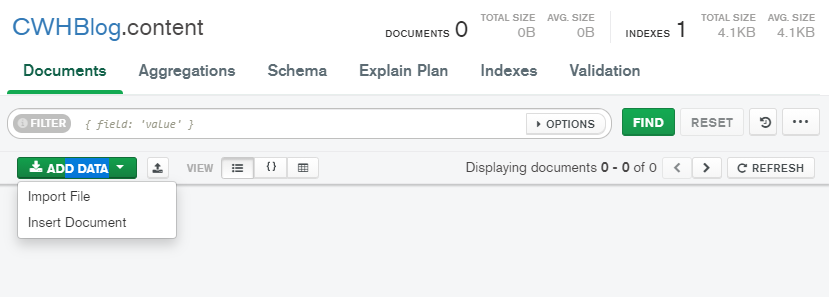 CWHBlog.content
DOCUMENTS 0 TOTAL SIZE 0B AVG. SIZE 0B INDEXES 1 TOTAL SIZE 4.1KB AVG. SIZE 4.1KB
Documents Aggregations Schema Explain Plan Indexes Validation
FILTER { field: 'value' } OPTIONS FIND RESET ...
ADD DATA VIEW {} Displaying documents 0 - 0 of 0 < > REFRESH
Import File
Insert Document